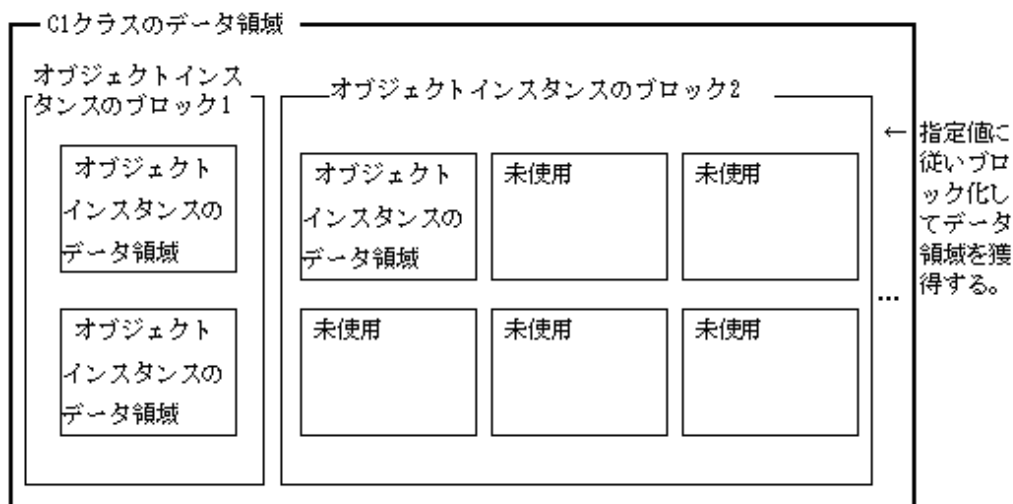 C1クラスのデータ領域
オブジェクトインス
タンスのブロック1
オブジェクトインスタンスのブロック2
オブジェクト
インスタンスの
データ領域
オブジェクト
インスタンスの
データ領域
オブジェクト
インスタンスの
データ領域
未使用
未使用
未使用
未使用
未使用
…
← 指定値に
従いブロ
ック化し
てデータ
領域を獲
得する。